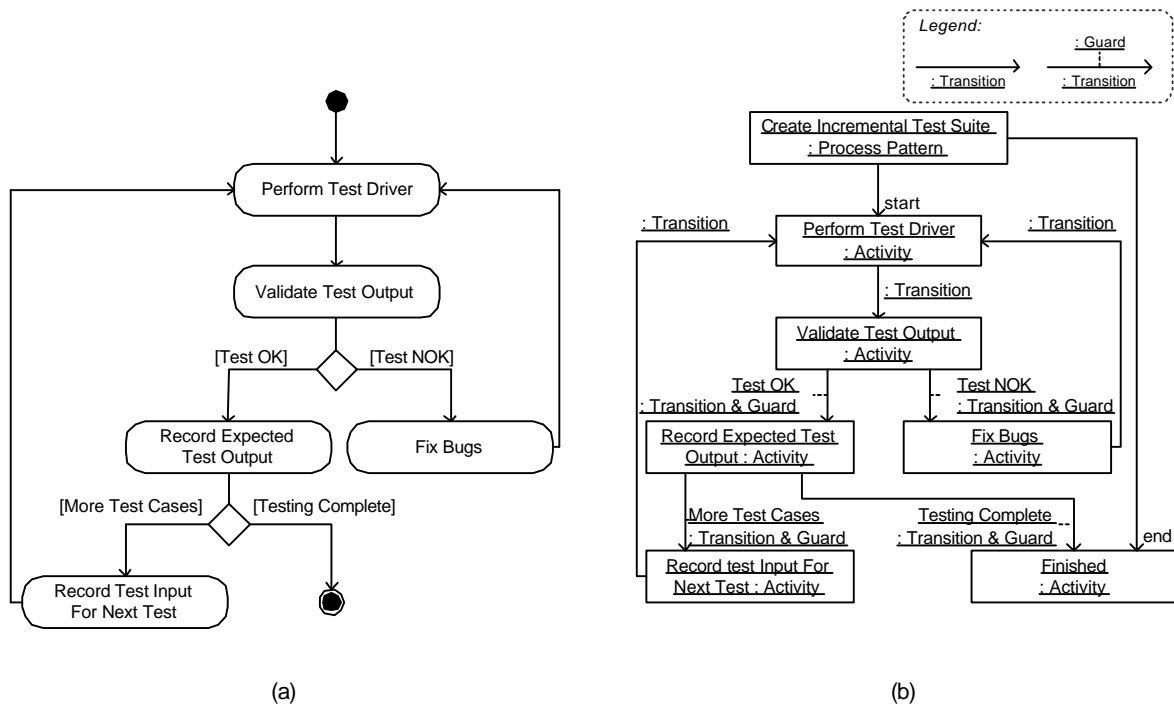 Perform Test Driver
Validate Test Output
[Test OK]
[Test NOK]
Record Expected
Test Output
Fix Bugs
[More Test Cases]
[Testing Complete]
Record Test Input
For Next Test
(a)
Legend:
: Transition
: Guard
: Transition
Create Incremental Test Suite
: Process Pattern
start
: Transition
: Transition
Perform Test Driver
: Activity
: Transition
Validate Test Output
: Activity
Test OK
: Transition & Guard
Test NOK
: Transition & Guard
Record Expected Test
Output : Activity
Fix Bugs
: Activity
More Test Cases
: Transition & Guard
Testing Complete
: Transition & Guard
end
Record test Input For
Next Test : Activity
Finished
: Activity
(b)